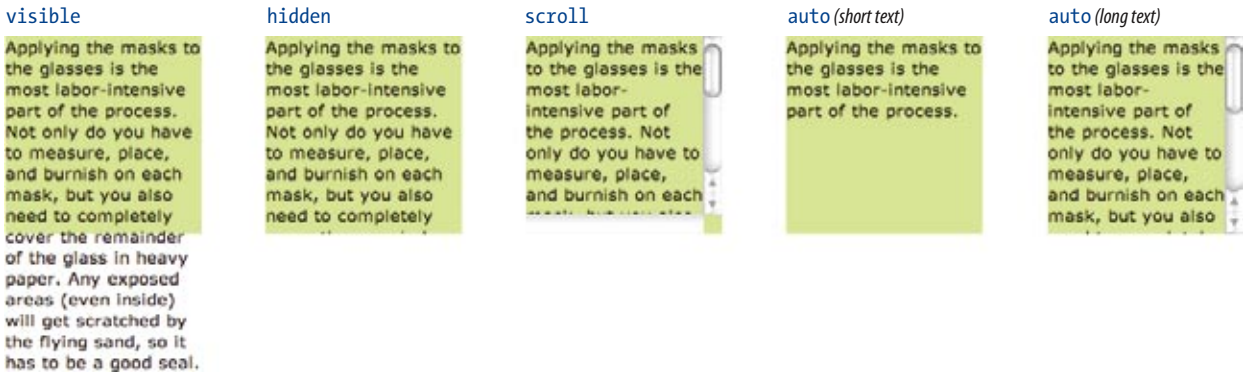 visible
Applying the masks to
the glasses is the
most labor-intensive
part of the process.
Not only do you have
to measure, place,
and burnish on each
mask, but you also
need to completely
cover the remainder
of the glass in heavy
paper. Any exposed
areas (even inside)
will get scratched by
the flying sand, so it
has to be a good seal.
hidden
Applying the masks to
the glasses is the
most labor-intensive
part of the process.
Not only do you have
to measure, place,
and burnish on each
mask, but you also
need to completely
scroll
Applying the masks
to the glasses is the
most labor-
intensive part of
the process. Not
only do you have to
measure, place,
and burnish on each
auto (short text)
Applying the masks to
the glasses is the
most labor-intensive
part of the process.
auto (long text)
Applying the masks
to the glasses is the
most labor-
intensive part of
the process. Not
only do you have to
measure, place,
and burnish on each
mask, but you also